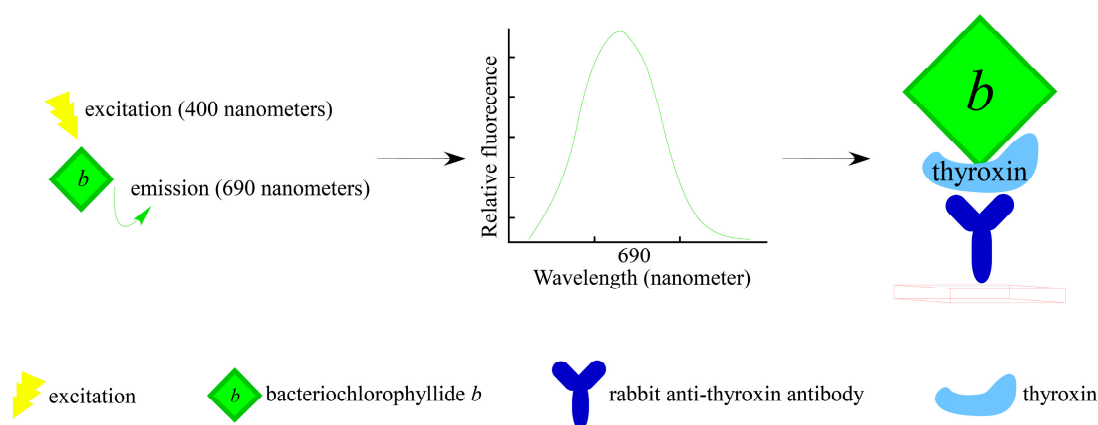 excitation (400 nanometers)
b
emission (690 nanometers)
Relative fluorecence
690
Wavelength (nanometer)
b
thyroxin
excitation
b
bacteriochlorophyllide b
rabbit anti-thyroxin antibody
thyroxin